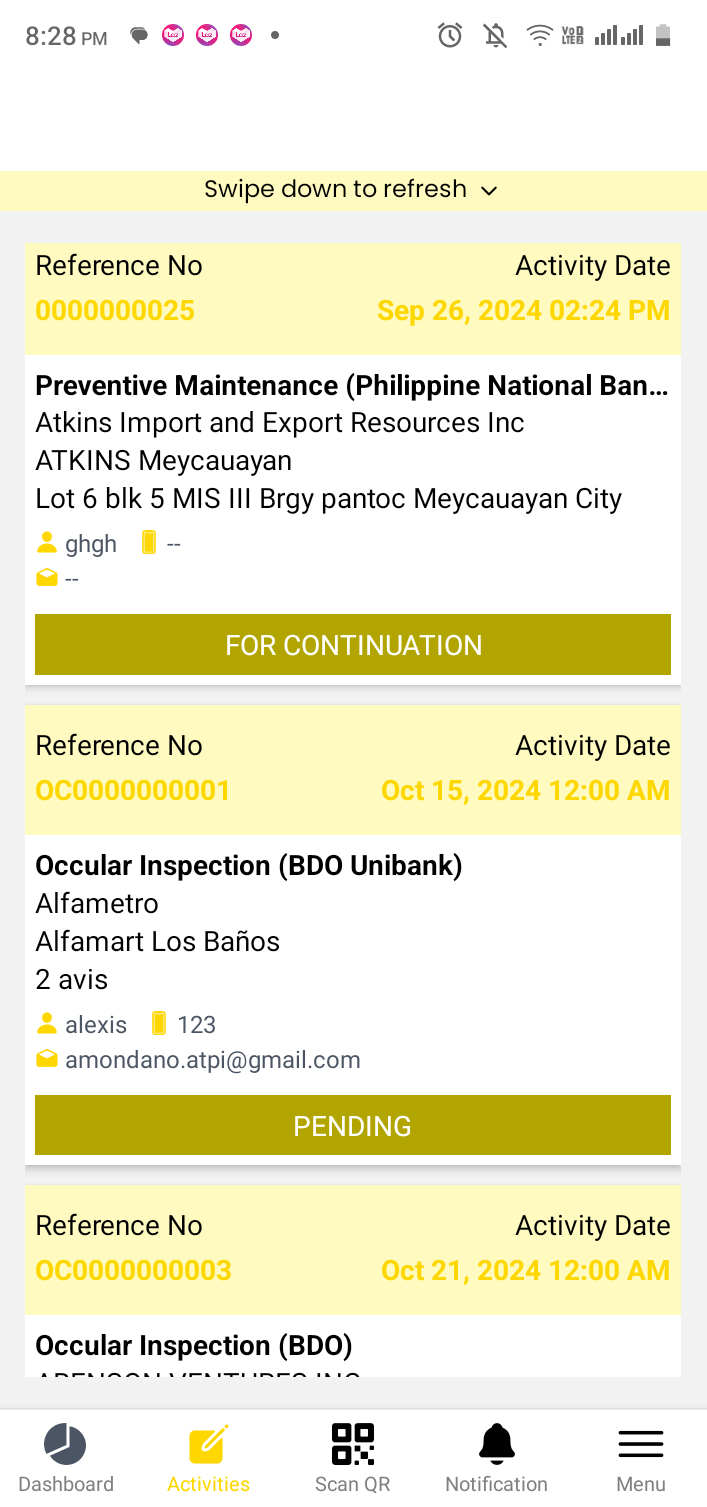 8:28 PM
Swipe down to refresh
Reference No Activity Date
0000000025 Sep 26, 2024 02:24 PM
Preventive Maintenance (Philippine National Ban...
Atkins Import and Export Resources Inc
ATKINS Meycauayan
Lot 6 blk 5 MIS III Brgy pantoc Meycauayan City
ghgh --
--
FOR CONTINUATION
Reference No Activity Date
OC0000000001 Oct 15, 2024 12:00 AM
Occular Inspection (BDO Unibank)
Alfametro
Alfamart Los Baños
2 avis
alexis 123
amondano.atpi@gmail.com
PENDING
Reference No Activity Date
OC0000000003 Oct 21, 2024 12:00 AM
Occular Inspection (BDO)
Dashboard Activities Scan QR Notification Menu